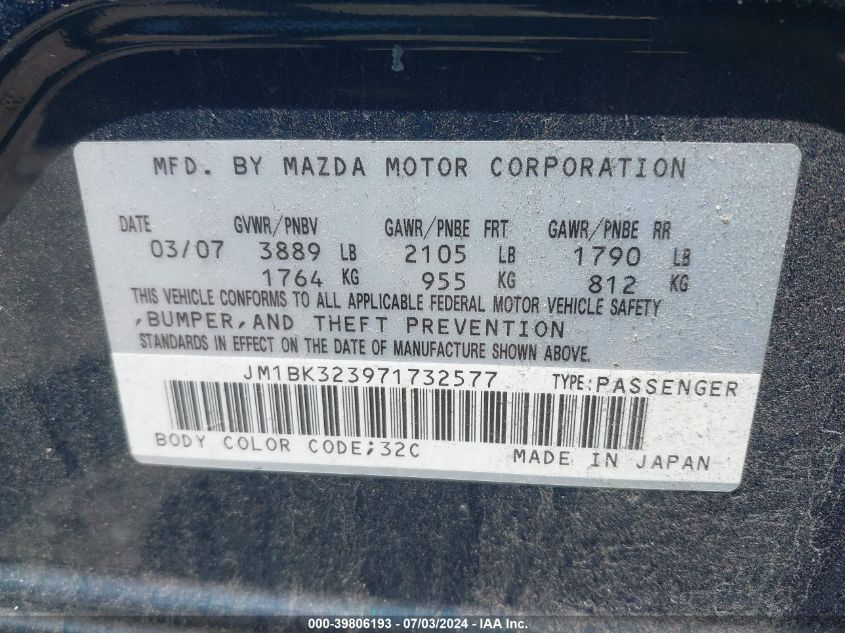 MFD. BY MAZDA MOTOR CORPORATION
DATE GVWR/PNBV GAWR/PNBE FRT GAWR/PNBE RR
03/07 3889 LB 2105 LB 1790 LB
1764 KG 955 KG 812 KG
THIS VEHICLE CONFORMS TO ALL APPLICABLE FEDERAL MOTOR VEHICLE SAFETY
,BUMPER,AND THEFT PREVENTION
STANDARDS IN EFFECT ON THE DATE OF MANUFACTURE SHOWN ABOVE.
JM1BK323971732577 TYPE:PASSENGER
BODY COLOR CODE;32C MADE IN JAPAN
000-39806193 - 07/03/2024 - IAA Inc.